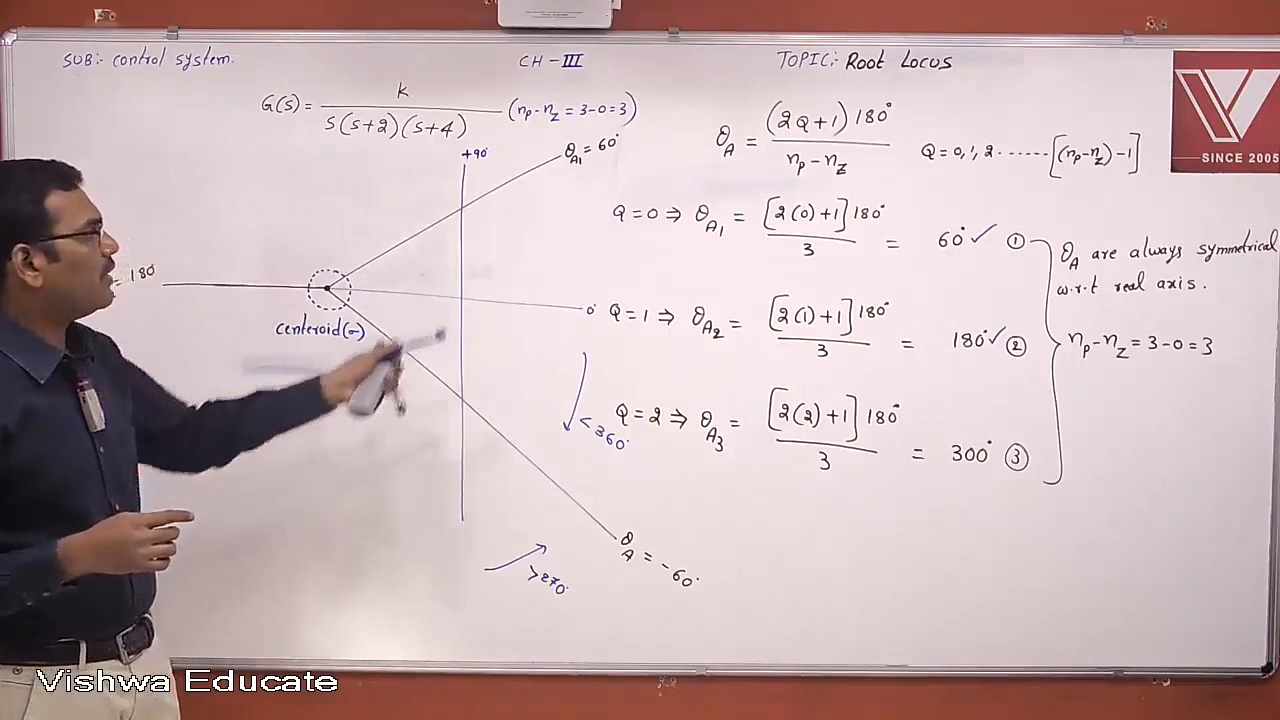 SUB:- control system.
CH-III
TOPIC: Root Locus
G(s) = K / s(s+2)(s+4) (np-nz = 3-0=3)
θA = (2Q+1)180° / np-nz Q=0,1,2......[(np-nz)-1]
V
SINCE 2005
+90°
θA1 = 60°
Q=0 ⇒ θA1 = [2(0)+1]180° / 3 = 60° ✓ ①
θA are always symmetrical
w.r.t real axis.
= 180°
centeroid(σ)
0°
Q=1 ⇒ θA2 = [2(1)+1]180° / 3 = 180° ✓ ②
np-nz = 3-0=3
<360°
Q=2 ⇒ θA3 = [2(2)+1]180° / 3 = 300° ③
θA = -60°
>270°
Vishwa Educate